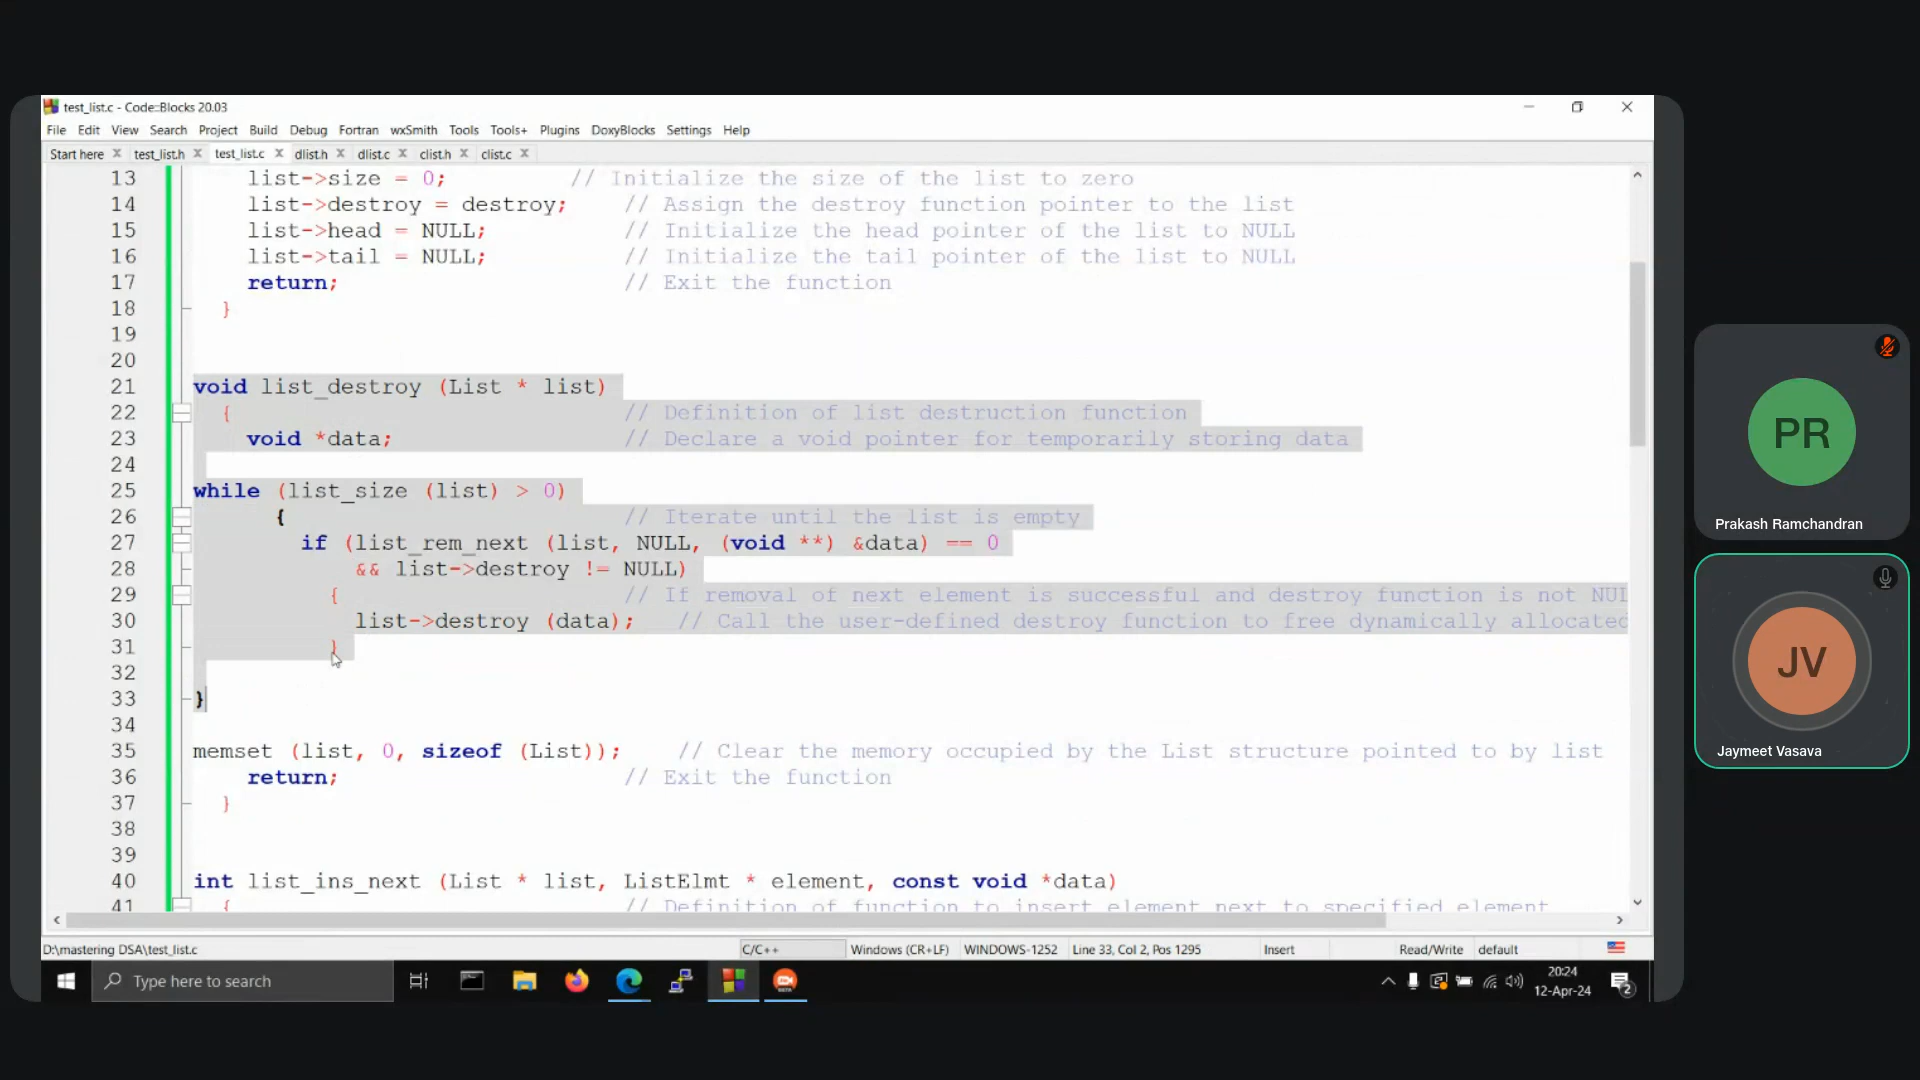 test_list.c - Code::Blocks 20.03
File Edit View Search Project Build Debug Fortran wxSmith Tools Tools+ Plugins DoxyBlocks Settings Help
Start here test_list.h test_list.c dlist.h dlist.c clist.h clist.c
13 list->size = 0; // Initialize the size of the list to zero
14 list->destroy = destroy; // Assign the destroy function pointer to the list
15 list->head = NULL; // Initialize the head pointer of the list to NULL
16 list->tail = NULL; // Initialize the tail pointer of the list to NULL
17 return; // Exit the function
18 }
19
20
21 void list_destroy (List * list)
22 { // Definition of list destruction function
23 void *data; // Declare a void pointer for temporarily storing data
24
25 while (list_size (list) > 0)
26 { // Iterate until the list is empty
27 if (list_rem_next (list, NULL, (void **) &data) == 0
28 && list->destroy != NULL)
29 { // If removal of next element is successful and destroy function is not NUL
30 list->destroy (data); // Call the user-defined destroy function to free dynamically allocated
31 }
32
33 }
34
35 memset (list, 0, sizeof (List)); // Clear the memory occupied by the List structure pointed to by list
36 return; // Exit the function
37 }
38
39
40 int list_ins_next (List * list, ListElmt * element, const void *data)
41 { // Definition of function to insert element next to specified element
D:\mastering DSA\test_list.c C/C++ Windows (CR+LF) WINDOWS-1252 Line 33, Col 2, Pos 1295 Insert Read/Write default
Type here to search
20:24
12-Apr-24
2
PR
Prakash Ramchandran
JV
Jaymeet Vasava